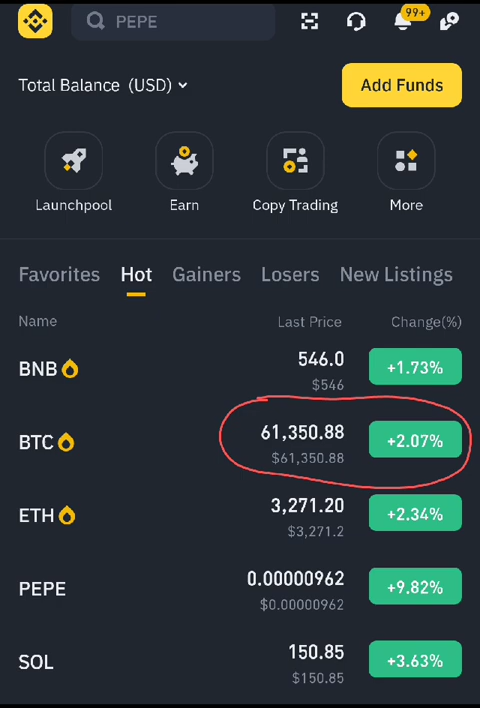 PEPE
99+
Total Balance (USD)
Add Funds
Launchpool
Earn
Copy Trading
More
Favorites Hot Gainers Losers New Listings
Name Last Price Change(%)
BNB 546.0 +1.73%
$546
BTC 61,350.88 +2.07%
$61,350.88
ETH 3,271.20 +2.34%
$3,271.2
PEPE 0.00000962 +9.82%
$0.00000962
SOL 150.85 +3.63%
$150.85